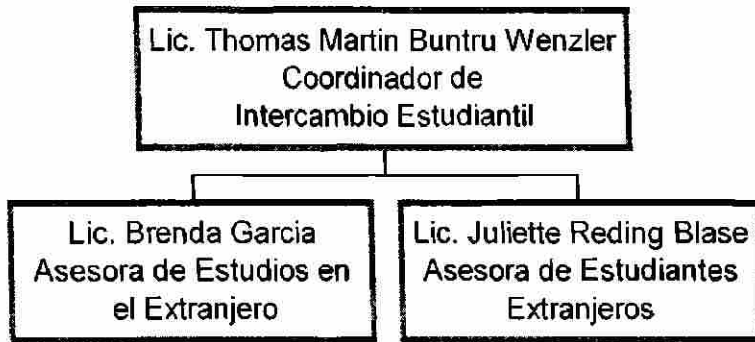 Lic. Thomas Martin Buntru Wenzler
Coordinador de
Intercambio Estudiantil
Lic. Brenda Garcia
Asesora de Estudios en
el Extranjero
Lic. Juliette Reding Blase
Asesora de Estudiantes
Extranjeros